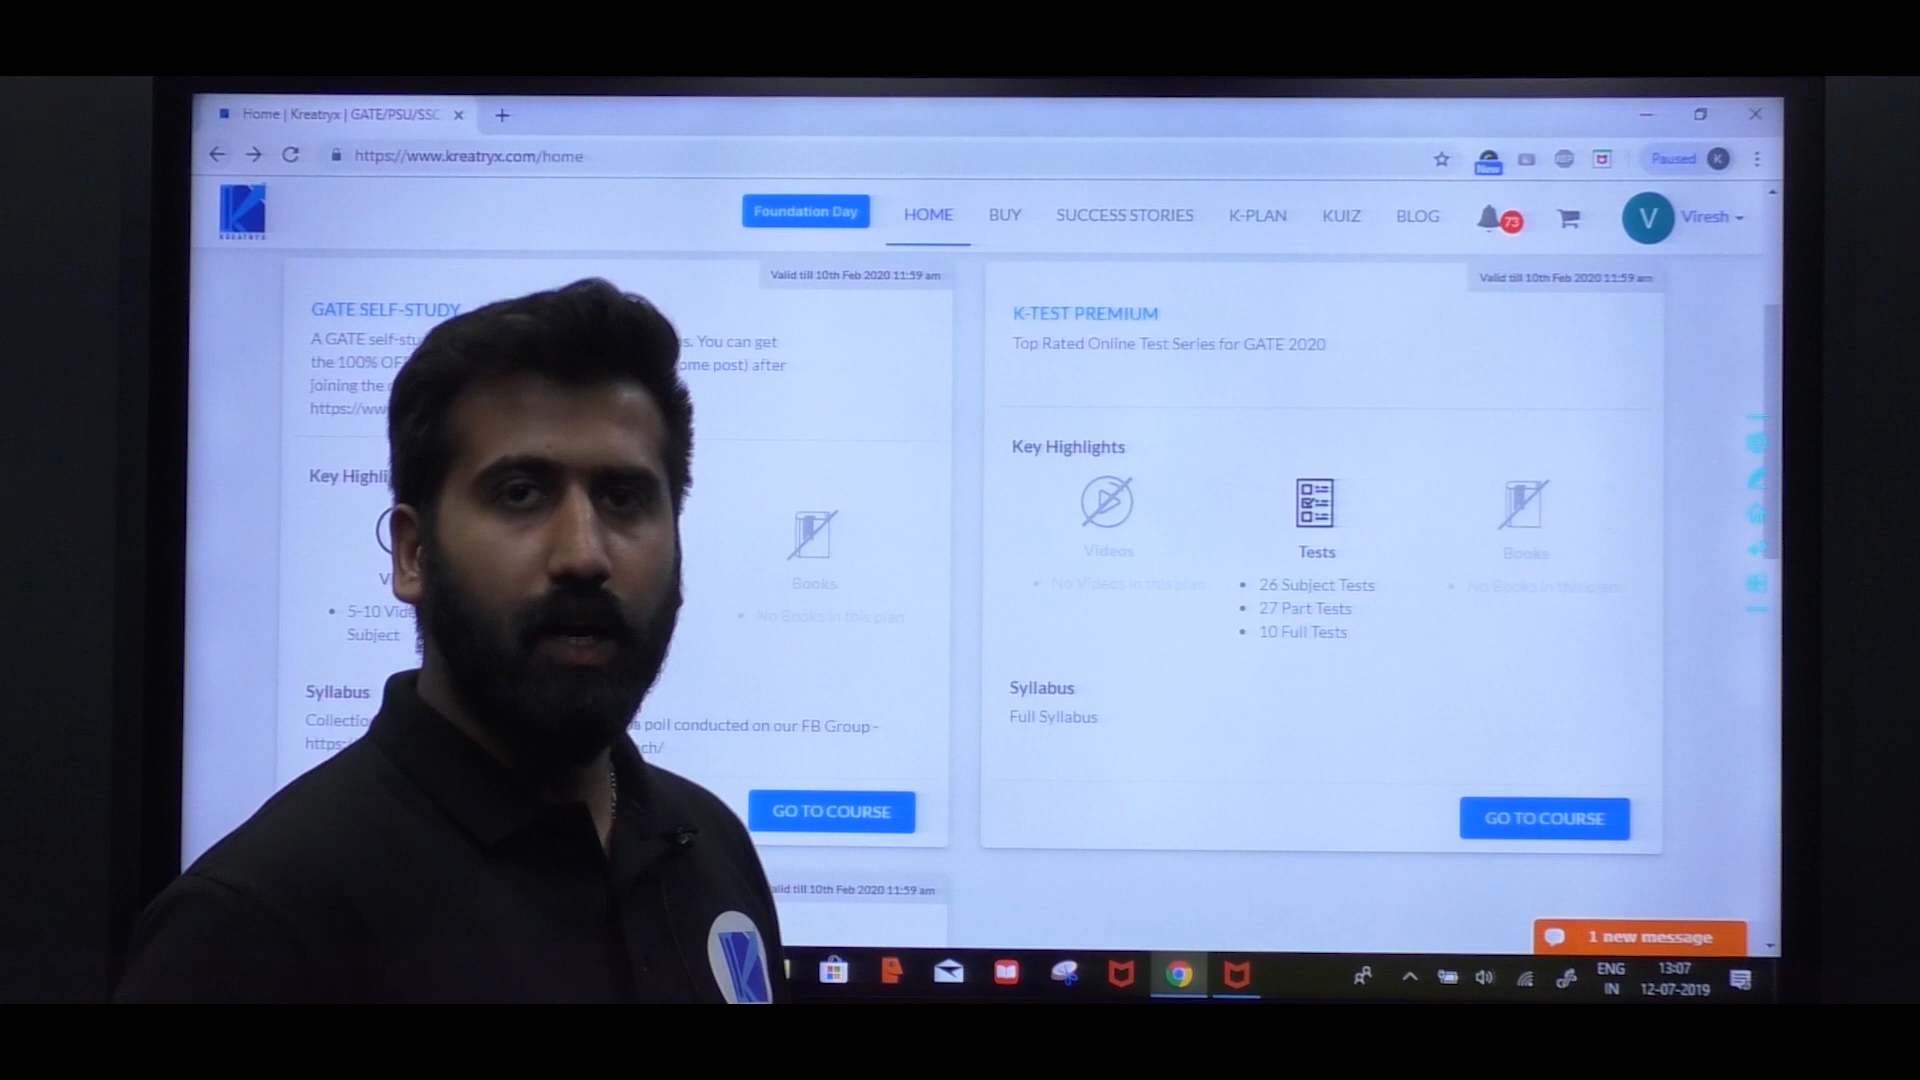 Home | Kreatryx | GATE/PSU/SSC
https://www.kreatryx.com/home
New
Paused K
KREATRYX
Foundation Day
HOME
BUY
SUCCESS STORIES
K-PLAN
KUIZ
BLOG
73
V
Viresh
Valid till 10th Feb 2020 11:59 am
GATE SELF-STUDY
A GATE self-stu
s. You can get
the 100% OF
ome post) after
joining the
https://ww
Key Highli
Books
5-10 Vide
Subject
No Books in this plan
Syllabus
Collectio
a poll conducted on our FB Group -
https:
ch/
GO TO COURSE
Valid till 10th Feb 2020 11:59 am
K-TEST PREMIUM
Top Rated Online Test Series for GATE 2020
Key Highlights
Videos
Tests
Books
No Videos in this plan
26 Subject Tests
27 Part Tests
10 Full Tests
No Books in this plan
Syllabus
Full Syllabus
GO TO COURSE
alid till 10th Feb 2020 11:59 am
1 new message
ENG
IN
13:07
12-07-2019